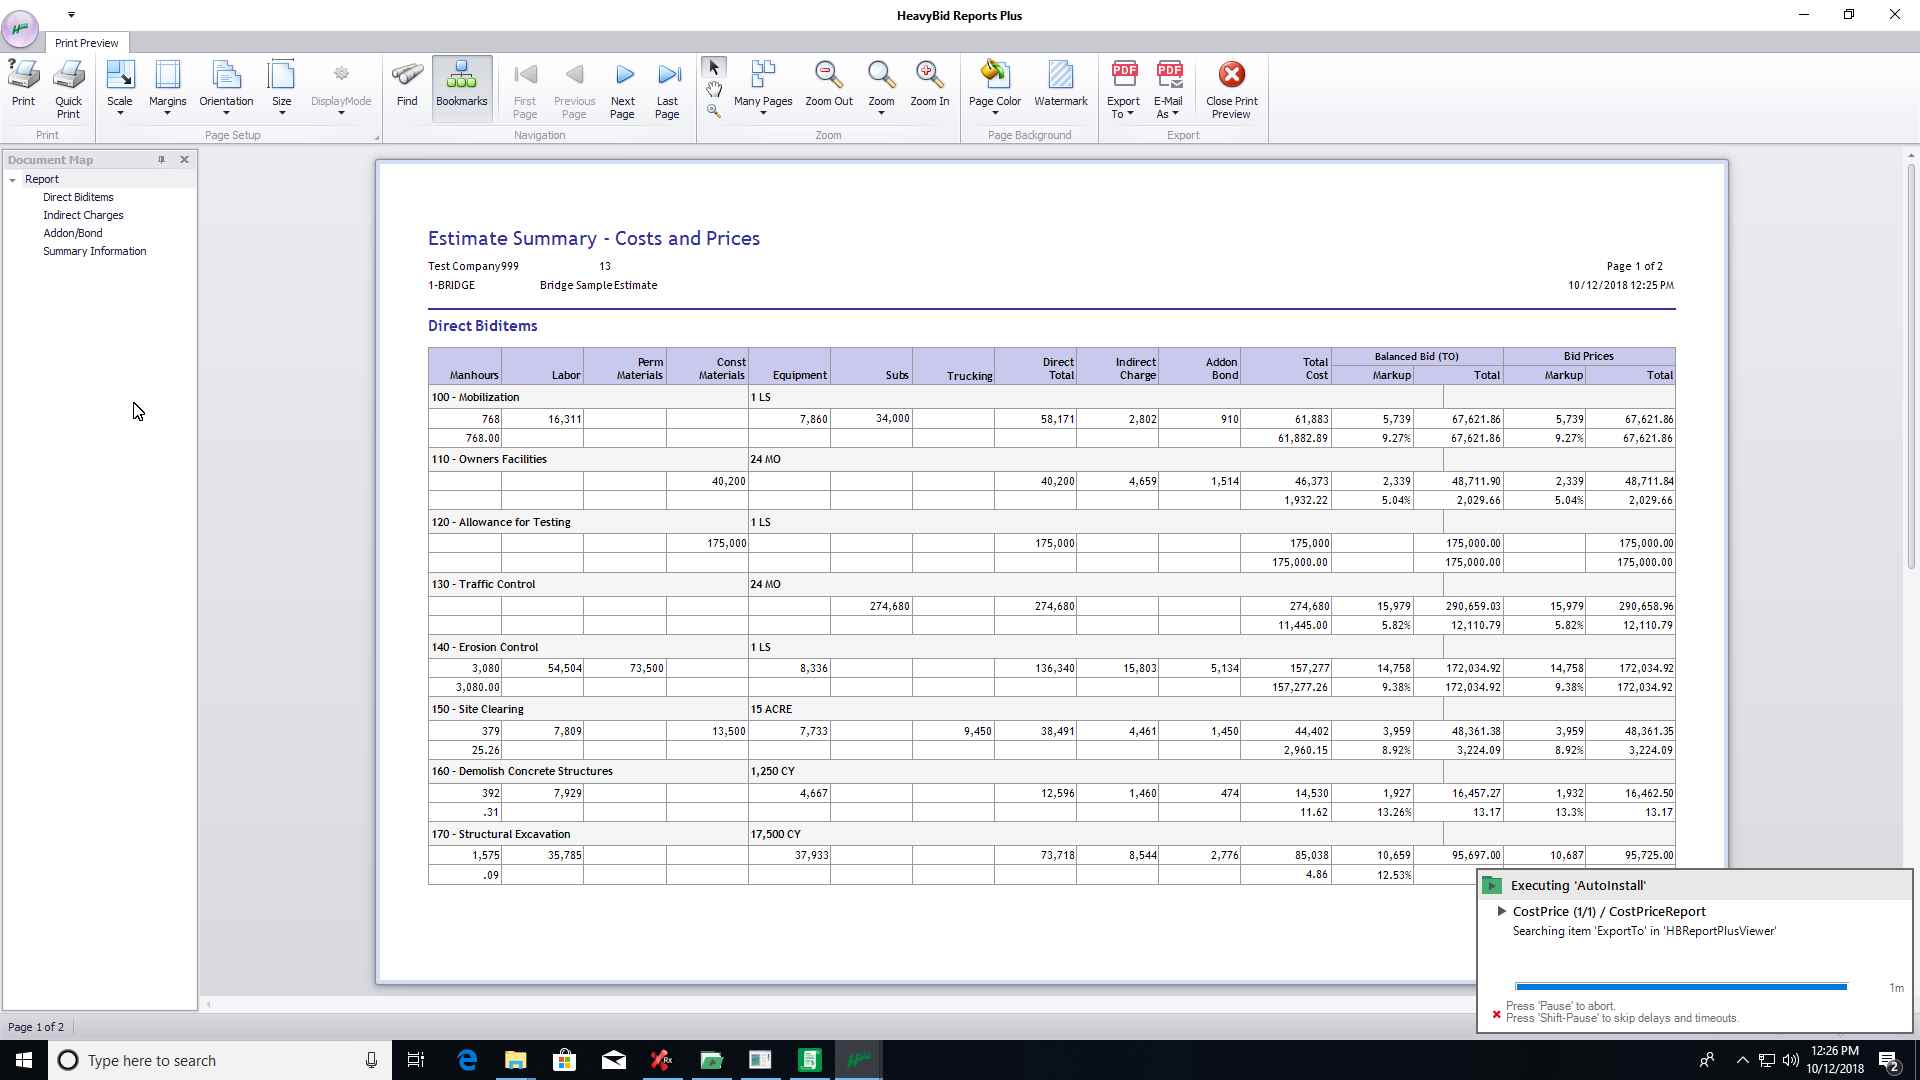 HeavyBid Reports Plus
Print Preview
Print
Quick Print
Scale
Margins
Orientation
Size
DisplayMode
Find
Bookmarks
First Page
Previous Page
Next Page
Last Page
Many Pages
Zoom Out
Zoom
Zoom In
Page Color
Watermark
PDF Export To
PDF E-Mail As
Close Print Preview
Print
Page Setup
Navigation
Zoom
Page Background
Export
Document Map
Report
Direct Biditems
Indirect Charges
Addon/Bond
Summary Information
Estimate Summary - Costs and Prices
Test Company999 13 Page 1 of 2
1-BRIDGE Bridge Sample Estimate 10/12/2018 12:25 PM
Direct Biditems
Manhours Labor Perm Materials Const Materials Equipment Subs Trucking Direct Total Indirect Charge Addon Bond Total Cost Balanced Bid (TO) Markup Total Bid Prices Markup Total
100 - Mobilization 1 LS
768 16,311 7,860 34,000 58,171 2,802 910 61,883 5,739 67,621.86 5,739 67,621.86
768.00 61,882.89 9.27% 67,621.86 9.27% 67,621.86
110 - Owners Facilities 24 MO
40,200 40,200 4,659 1,514 46,373 2,339 48,711.90 2,339 48,711.84
1,932.22 5.04% 2,029.66 5.04% 2,029.66
120 - Allowance for Testing 1 LS
175,000 175,000 175,000 175,000.00 175,000.00
175,000.00 175,000.00 175,000.00
130 - Traffic Control 24 MO
274,680 274,680 274,680 15,979 290,659.03 15,979 290,658.96
11,445.00 5.82% 12,110.79 5.82% 12,110.79
140 - Erosion Control 1 LS
3,080 54,504 73,500 8,336 136,340 15,803 5,134 157,277 14,758 172,034.92 14,758 172,034.92
3,080.00 157,277.26 9.38% 172,034.92 9.38% 172,034.92
150 - Site Clearing 15 ACRE
379 7,809 13,500 7,733 9,450 38,491 4,461 1,450 44,402 3,959 48,361.38 3,959 48,361.35
25.26 2,960.15 8.92% 3,224.09 8.92% 3,224.09
160 - Demolish Concrete Structures 1,250 CY
392 7,929 4,667 12,596 1,460 474 14,530 1,927 16,457.27 1,932 16,462.50
.31 11.62 13.26% 13.17 13.3% 13.17
170 - Structural Excavation 17,500 CY
1,575 35,785 37,933 73,718 8,544 2,776 85,038 10,659 95,697.00 10,687 95,725.00
.09 4.86 12.53%
Executing 'AutoInstall'
CostPrice (1/1) / CostPriceReport
Searching item 'ExportTo' in 'HBReportPlusViewer'
1m
Press 'Pause' to abort.
Press 'Shift-Pause' to skip delays and timeouts.
Page 1 of 2
Type here to search
12:26 PM
10/12/2018
2